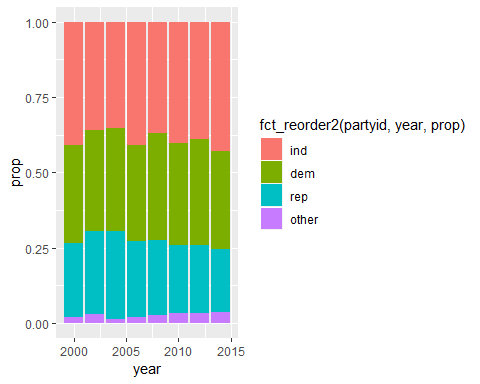 1.00
0.75
0.50
0.25
0.00
prop
2000
2005
2010
2015
year
fct_reorder2(partyid, year, prop)
ind
dem
rep
other